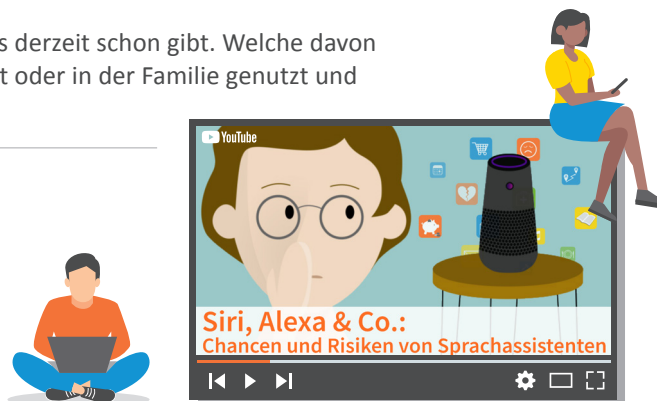 s derzeit schon gibt. Welche davon
t oder in der Familie genutzt und
YouTube
Siri, Alexa & Co.:
Chancen und Risiken von Sprachassistenten